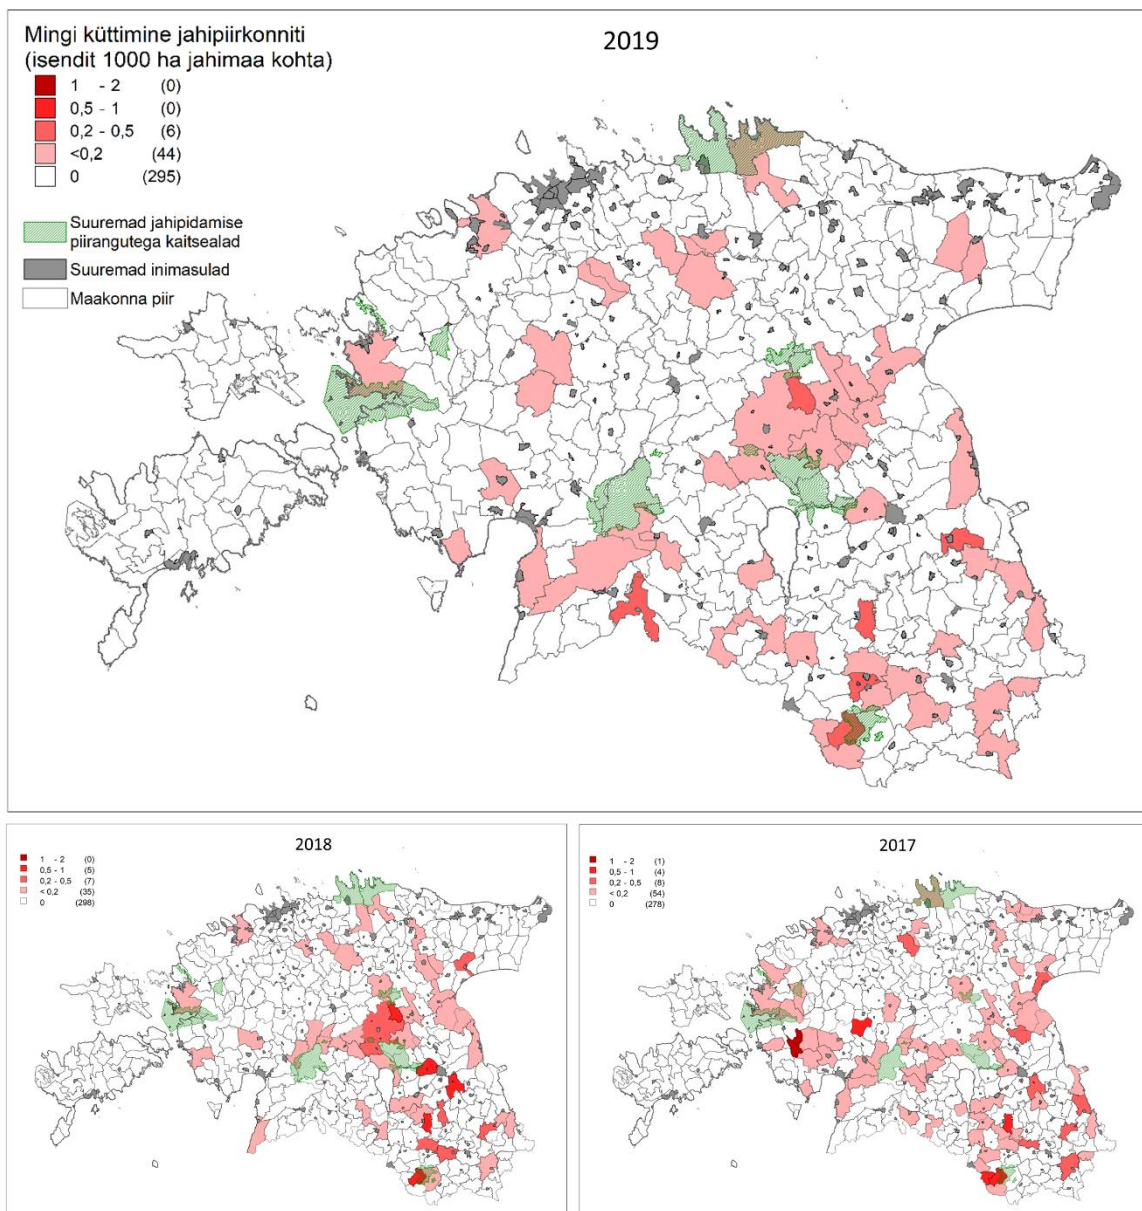 Mingi küttimine jahipiirkonniti
(isendit 1000 ha jahimaa kohta)
2019
1 - 2 (0)
0,5 - 1 (0)
0,2 - 0,5 (6)
<0,2 (44)
0 (295)
Suuremad jahipidamise
piirangutega kaitsealad
Suuremad inimasulad
Maakonna piir
2018
1 - 2 (0)
0,5 - 1 (5)
0,2 - 0,5 (7)
< 0,2 (35)
0 (298)
2017
1 - 2 (1)
0,5 - 1 (4)
0,2 - 0,5 (8)
< 0,2 (54)
0 (278)